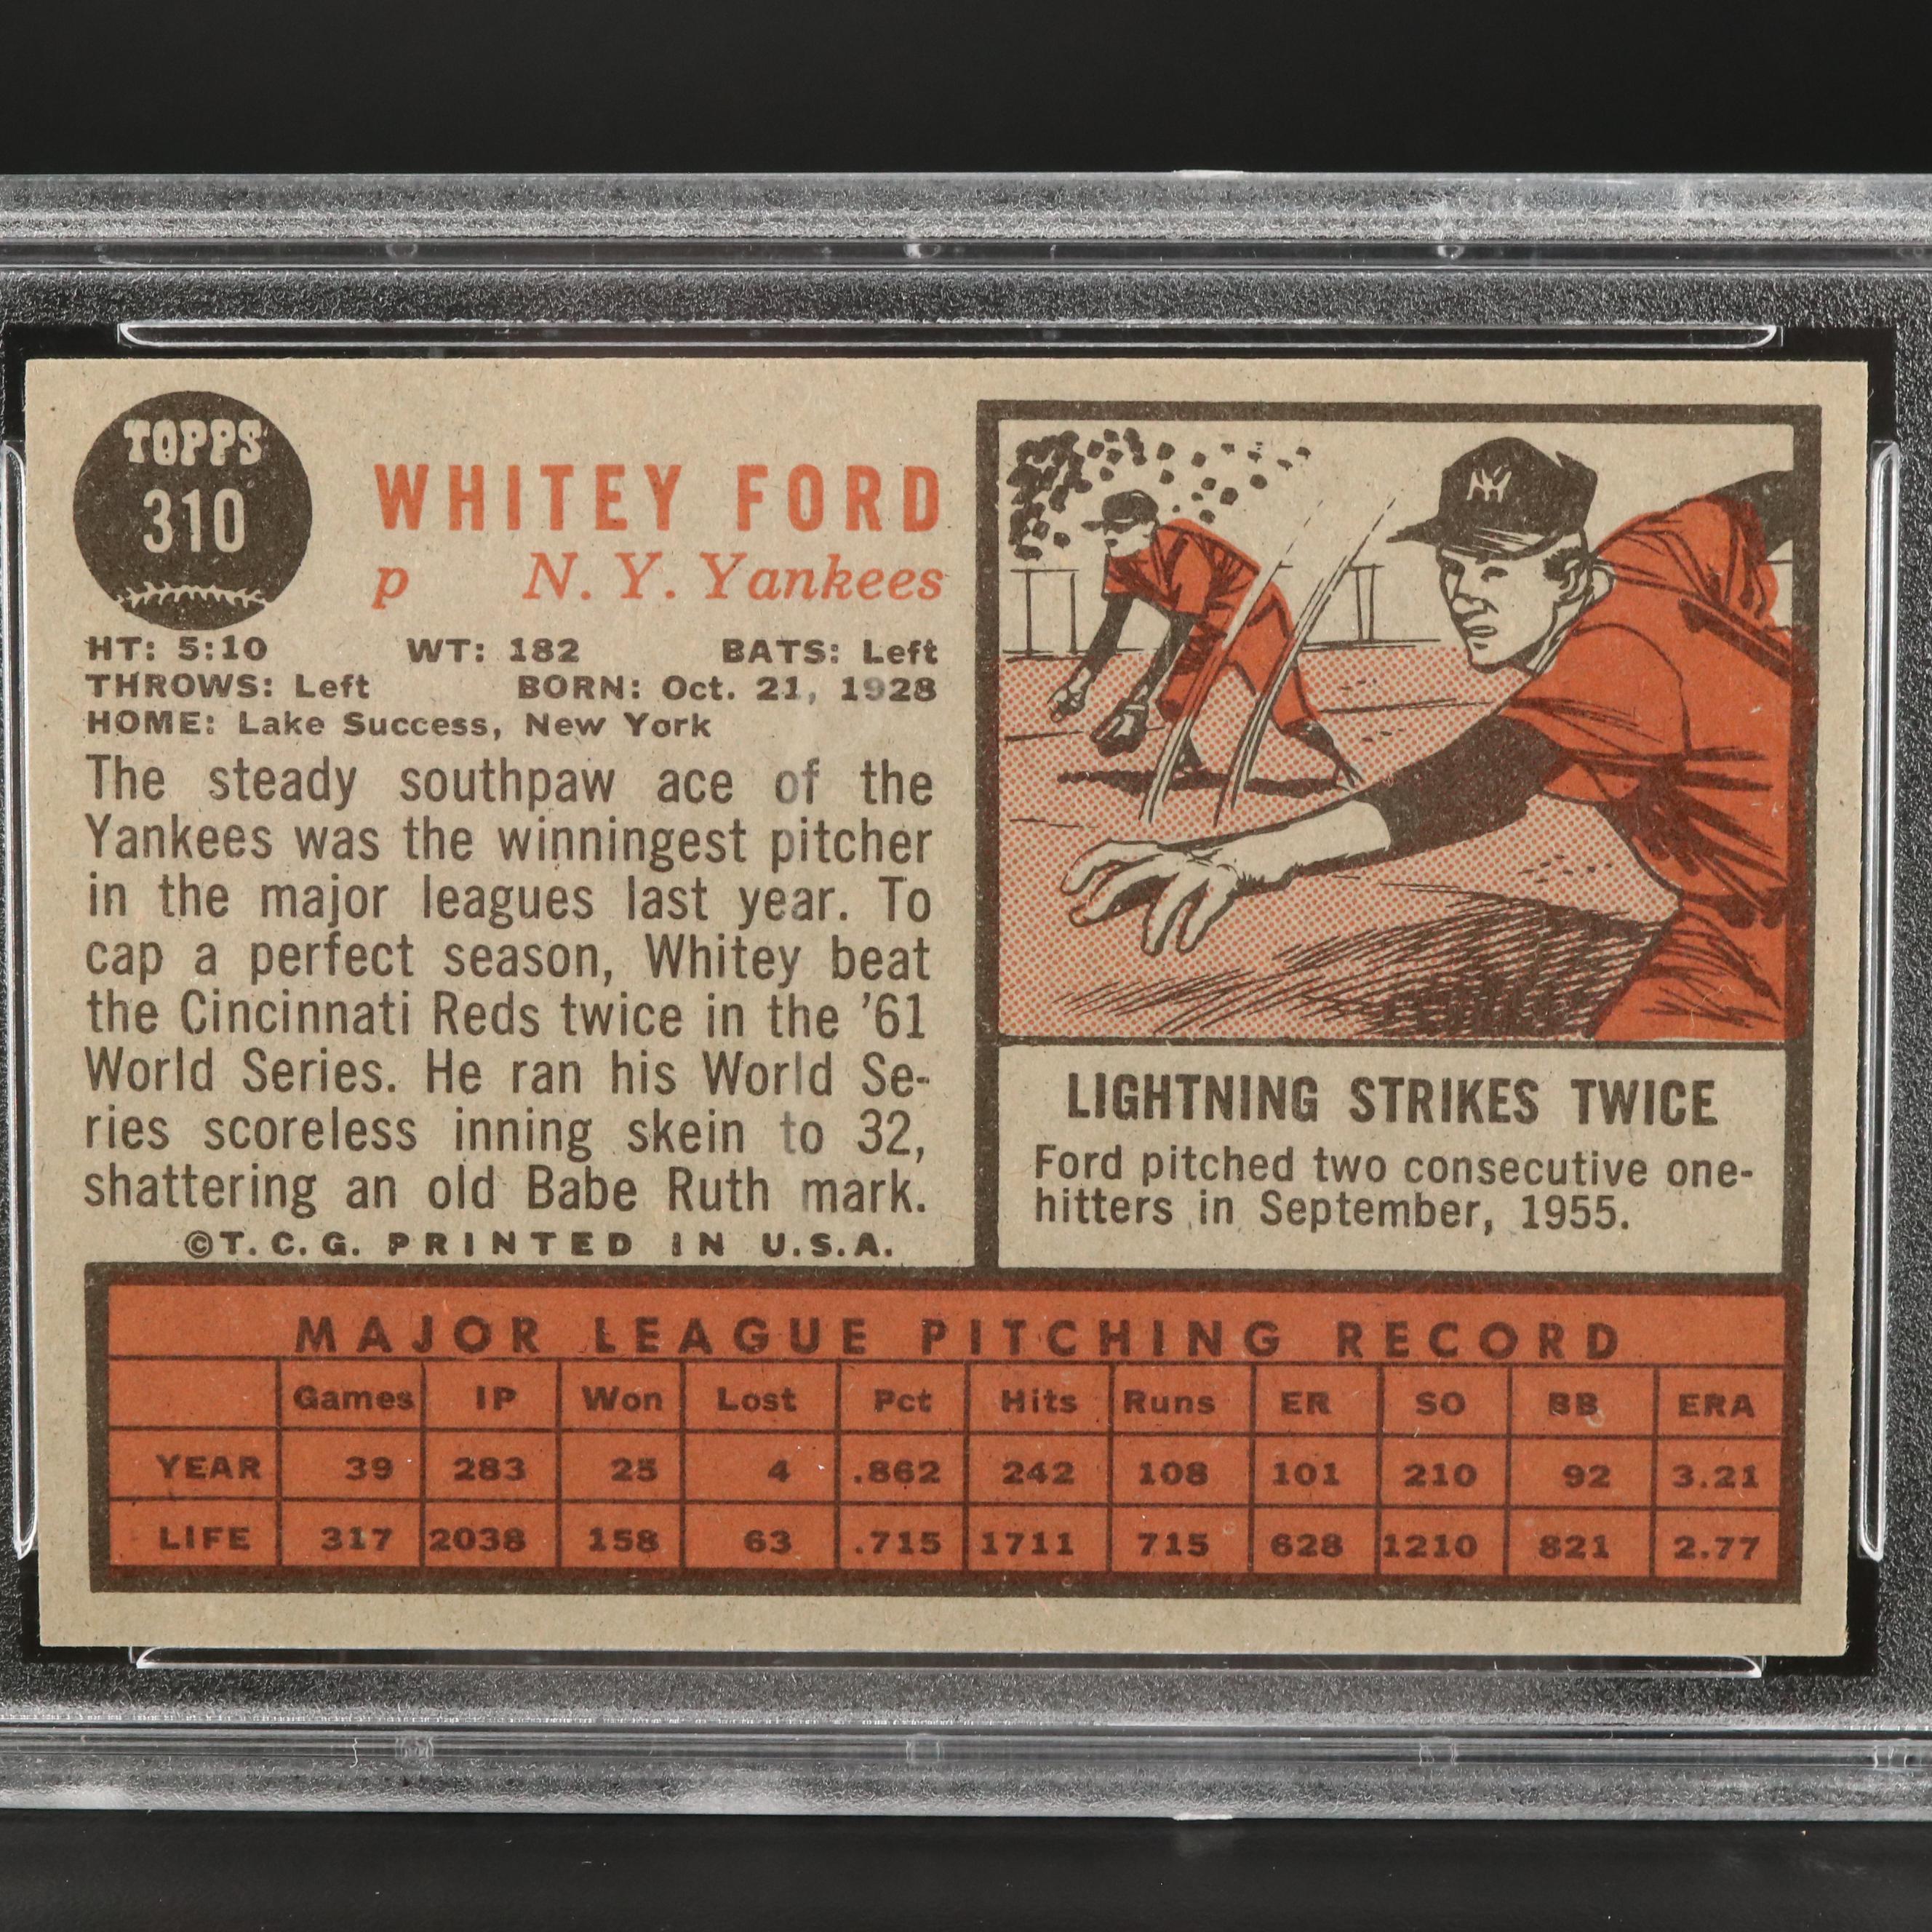 TOPPS
310
WHITEY FORD
p N. Y. Yankees
HT: 5:10 WT: 182 BATS: Left
THROWS: Left BORN: Oct. 21, 1928
HOME: Lake Success, New York
The steady southpaw ace of the
Yankees was the winningest pitcher
in the major leagues last year. To
cap a perfect season, Whitey beat
the Cincinnati Reds twice in the '61
World Series. He ran his World Se-
ries scoreless inning skein to 32,
shattering an old Babe Ruth mark.
©T. C. G. PRINTED IN U.S.A.
NY
LIGHTNING STRIKES TWICE
Ford pitched two consecutive one-
hitters in September, 1955.
MAJOR LEAGUE PITCHING RECORD
Games IP Won Lost Pct Hits Runs ER SO BB ERA
YEAR 39 283 25 4 .862 242 108 101 210 92 3.21
LIFE 317 2038 158 63 .715 1711 715 628 1210 821 2.77